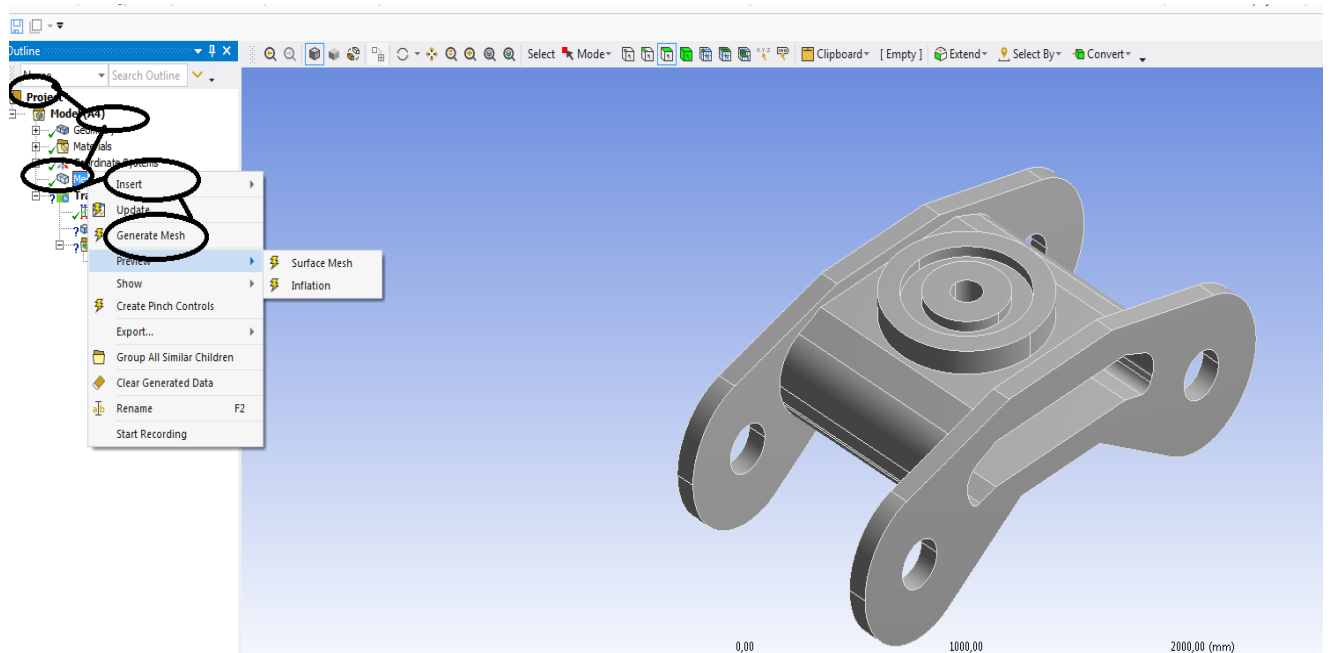 Outline
Search Outline
Select Mode Clipboard [ Empty ] Extend Select By Convert
Project
Model (A4)
Materials
Insert
Update
Generate Mesh
Preview
Surface Mesh
Inflation
Show
Create Pinch Controls
Export...
Group All Similar Children
Clear Generated Data
Rename F2
Start Recording
0,00 1000,00 2000,00 (mm)